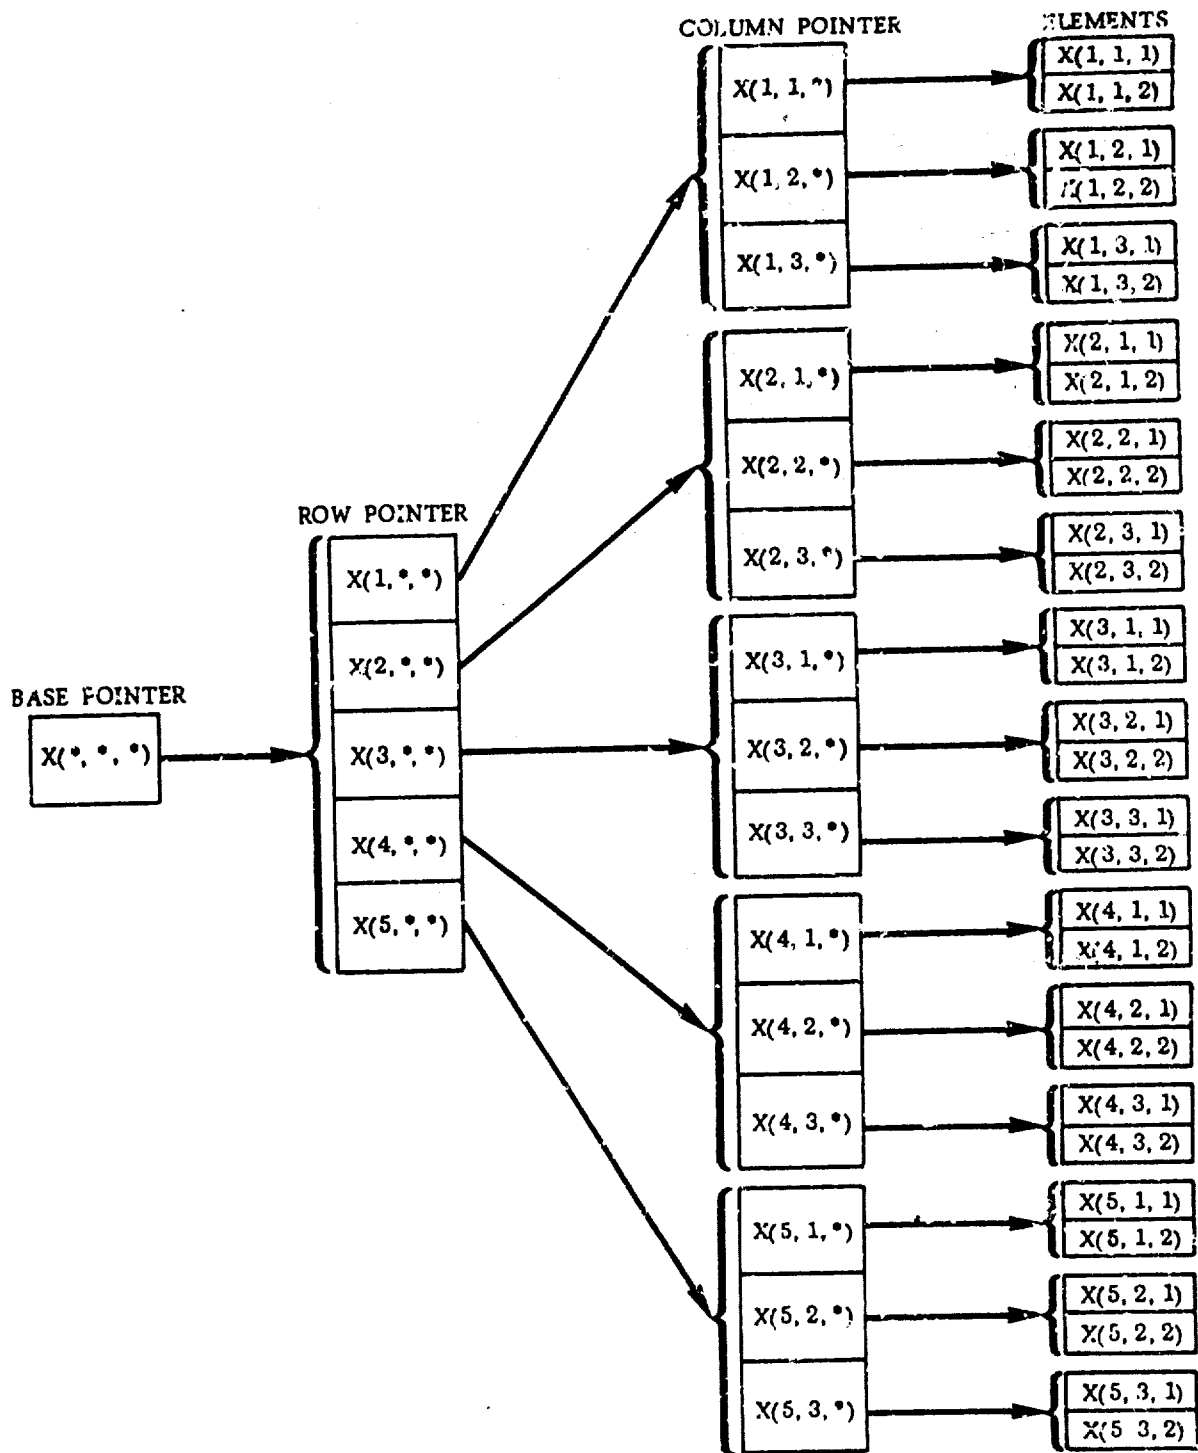 COLUMN POINTER
ELEMENTS
X(1, 1, *)
X(1, 1, 1)
X(1, 1, 2)
X(1, 2, *)
X(1, 2, 1)
X(1, 2, 2)
X(1, 3, *)
X(1, 3, 1)
X(1, 3, 2)
X(2, 1, *)
X(2, 1, 1)
X(2, 1, 2)
X(2, 2, *)
X(2, 2, 1)
X(2, 2, 2)
X(2, 3, *)
X(2, 3, 1)
X(2, 3, 2)
ROW POINTER
X(1, *, *)
X(2, *, *)
X(3, *, *)
X(4, *, *)
X(5, *, *)
BASE POINTER
X(*, *, *)
X(3, 1, *)
X(3, 1, 1)
X(3, 1, 2)
X(3, 2, *)
X(3, 2, 1)
X(3, 2, 2)
X(3, 3, *)
X(3, 3, 1)
X(3, 3, 2)
X(4, 1, *)
X(4, 1, 1)
X(4, 1, 2)
X(4, 2, *)
X(4, 2, 1)
X(4, 2, 2)
X(4, 3, *)
X(4, 3, 1)
X(4, 3, 2)
X(5, 1, *)
X(5, 1, 1)
X(5, 1, 2)
X(5, 2, *)
X(5, 2, 1)
X(5, 2, 2)
X(5, 3, *)
X(5, 3, 1)
X(5 3, 2)